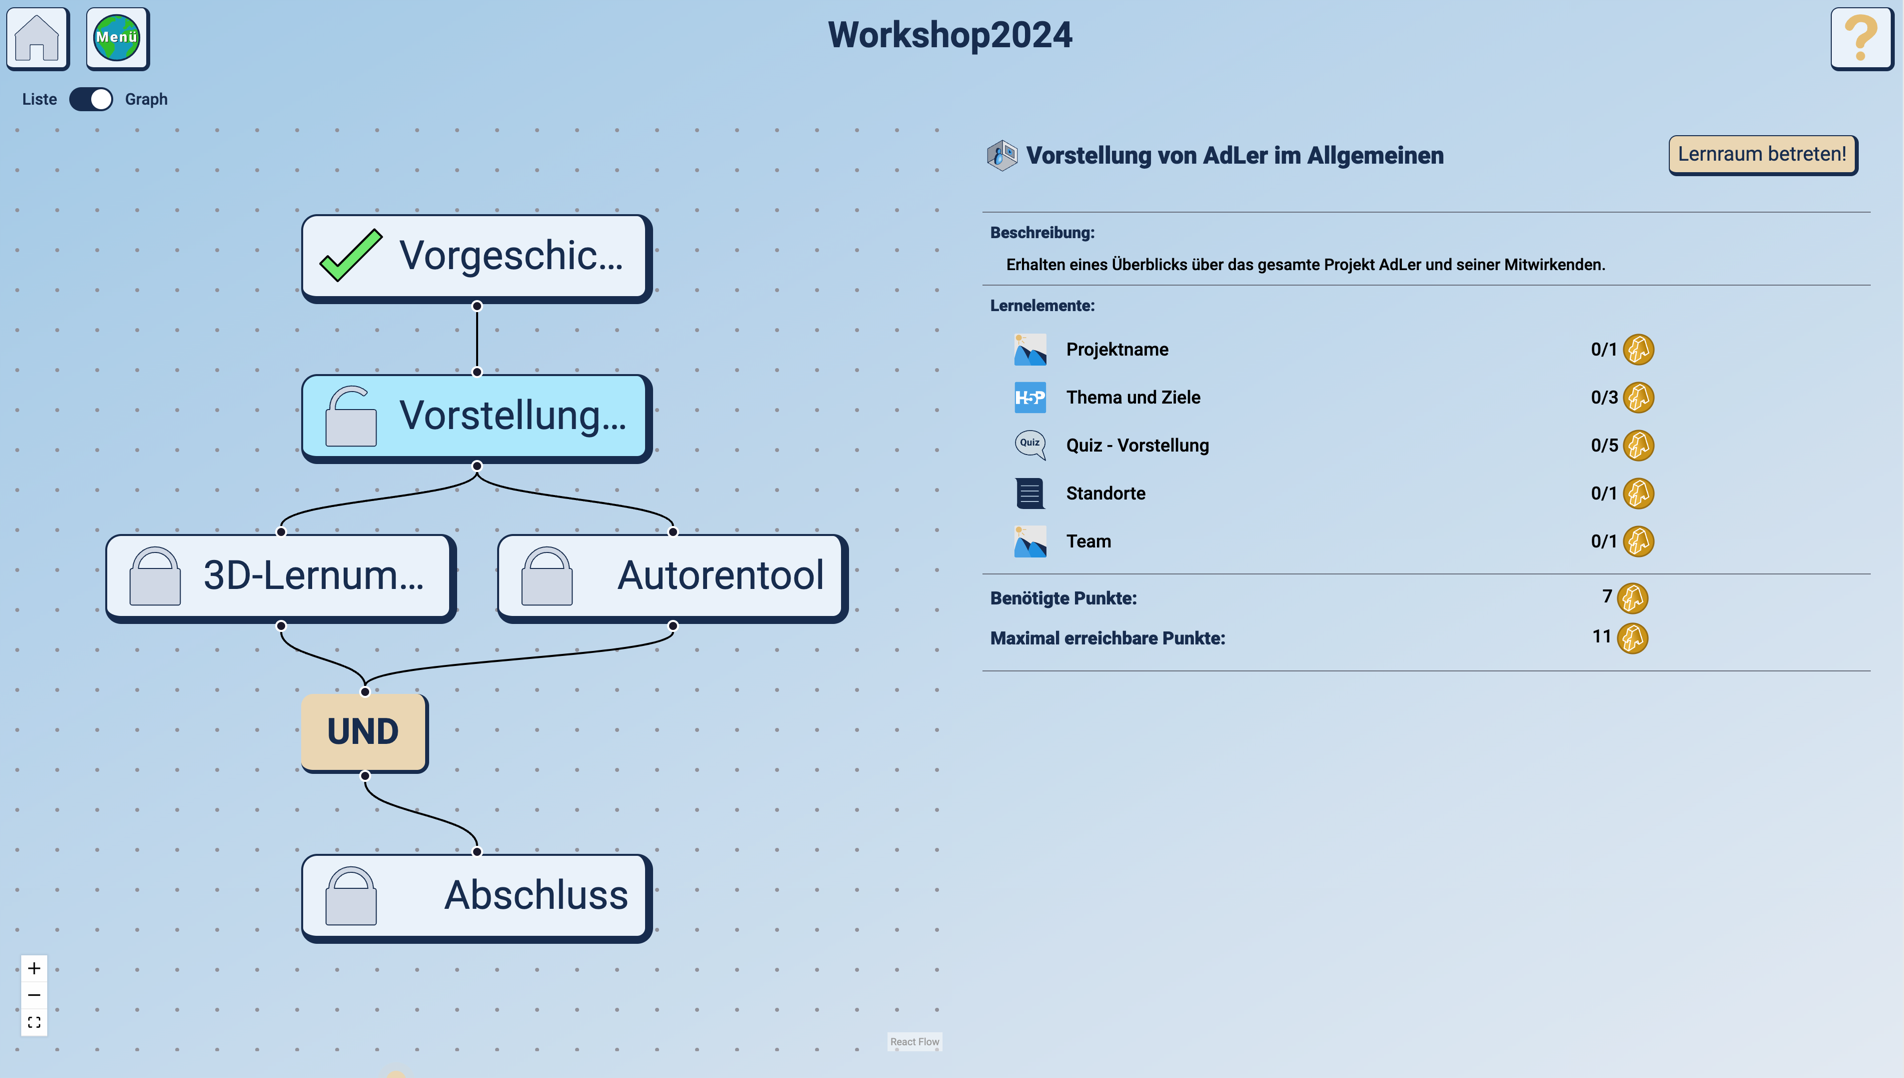 Menü
Workshop2024
?
Liste Graph
Vorgeschic...
Vorstellung...
3D-Lernum...
Autorentool
UND
Abschluss
React Flow
Vorstellung von AdLer im Allgemeinen
Lernraum betreten!
Beschreibung:
Erhalten eines Überblicks über das gesamte Projekt AdLer und seiner Mitwirkenden.
Lernelemente:
Projektname 0/1
H5P Thema und Ziele 0/3
Quiz Quiz - Vorstellung 0/5
Standorte 0/1
Team 0/1
Benötigte Punkte: 7
Maximal erreichbare Punkte: 11